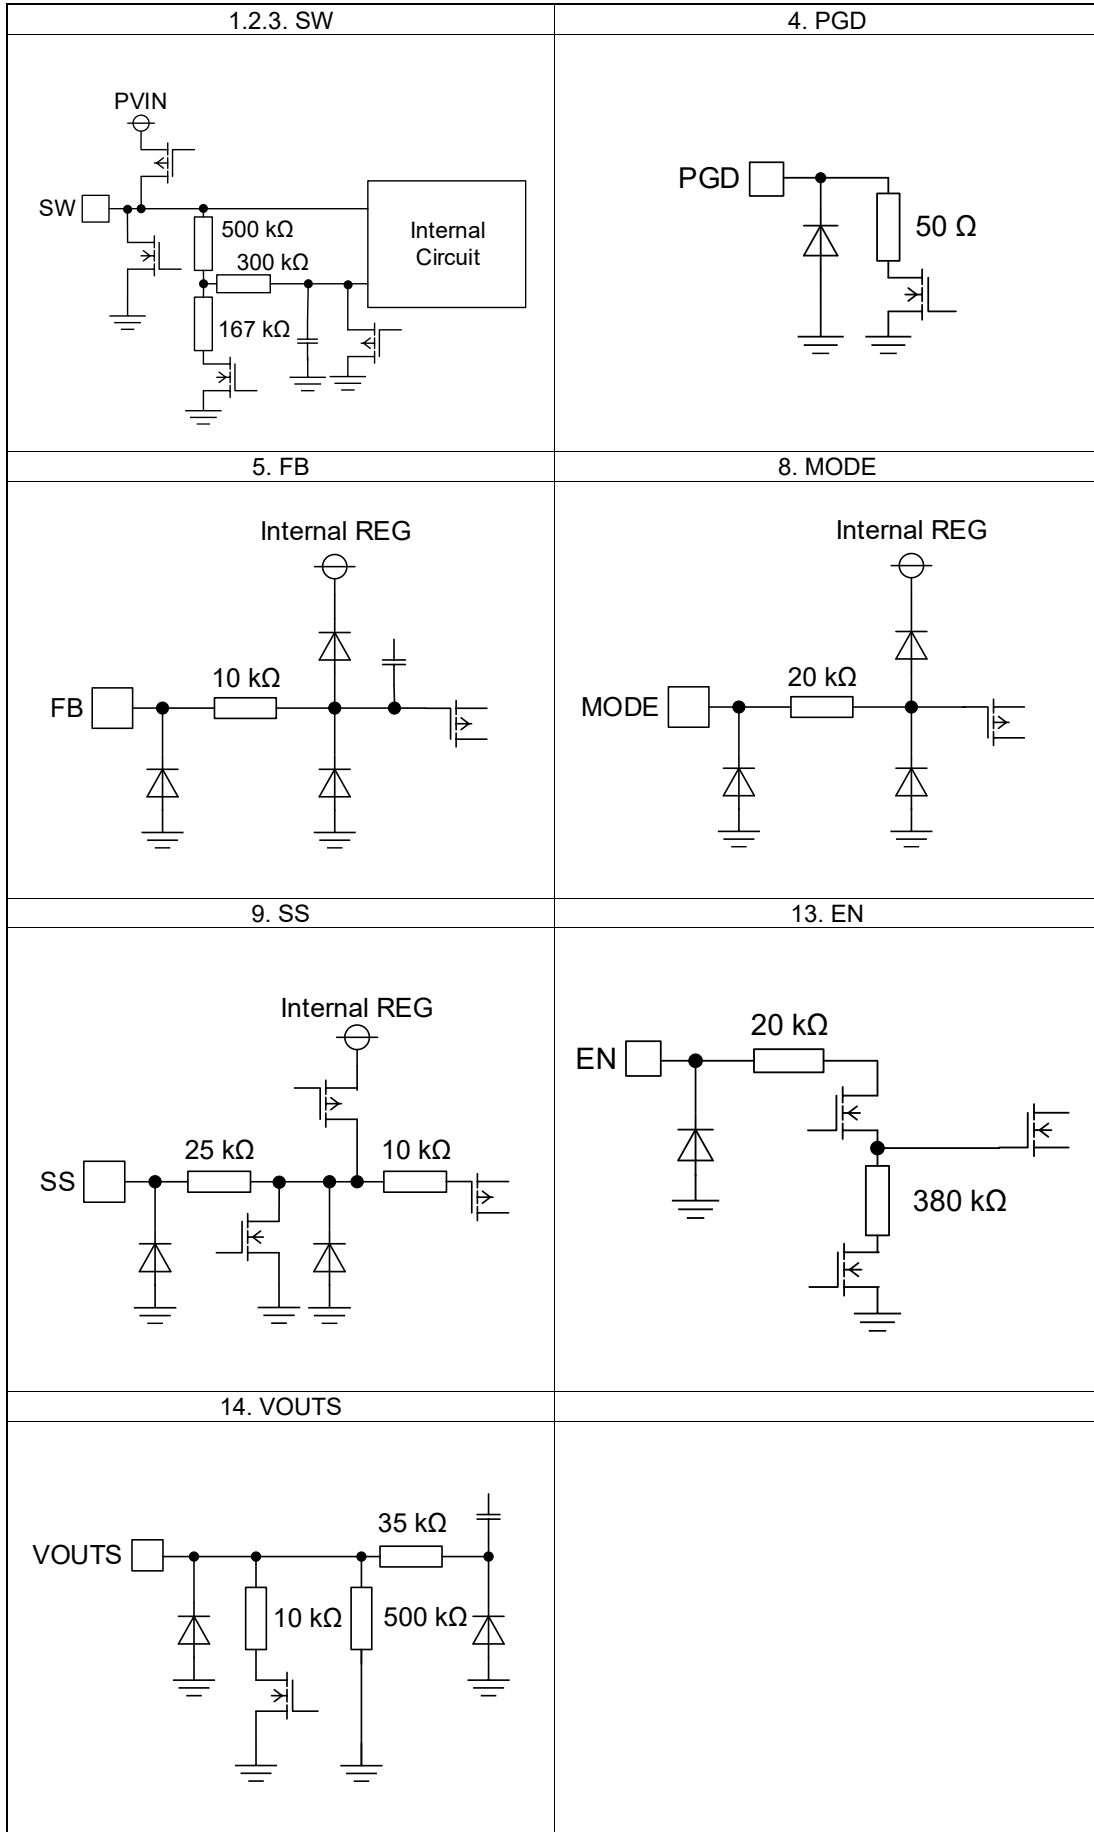 1.2.3. SW
4. PGD
PVIN
SW
500 kΩ
300 kΩ
167 kΩ
Internal
Circuit
PGD
50 Ω
5. FB
8. MODE
Internal REG
10 kΩ
FB
Internal REG
20 kΩ
MODE
9. SS
13. EN
Internal REG
25 kΩ
10 kΩ
SS
20 kΩ
EN
380 kΩ
14. VOUTS
35 kΩ
VOUTS
10 kΩ
500 kΩ